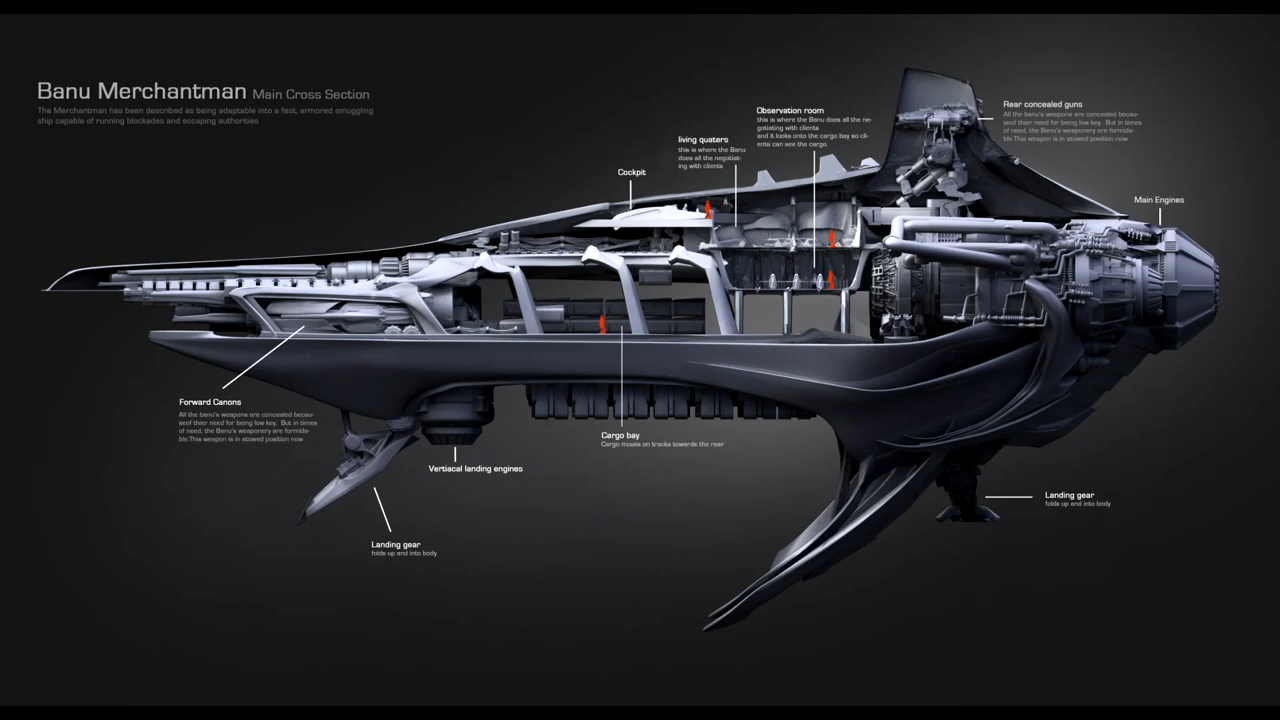 Banu Merchantman Main Cross Section
The Merchantman has been described as being adaptable into a fast, armored smuggling
ship capable of running blockades and escaping authorities
Rear concealed guns
All the banu's weapons are concealed becau-
seof thier need for being low key. But in times
of need, the Banu's weaponery are formida-
ble.This weapon is in stowed position now
Observation room
this is where the Banu does all the ne-
gotiating with clienta
and it looks onto the cargo bay so cli-
enta can see the cargo.
living quaters
this is where the Banu
does all the negotiat-
ing with clienta
Cockpit
Main Engines
Forward Canons
All the banu's weapons are concealed becau-
seof thier need for being low key. But in times
of need, the Banu's weaponery are formida-
ble.This weapon is in stowed position now
Cargo bay
Cargo moves on tracks towards the rear
Vertiacal landing engines
Landing gear
folds up and into body
Landing gear
folds up and into body